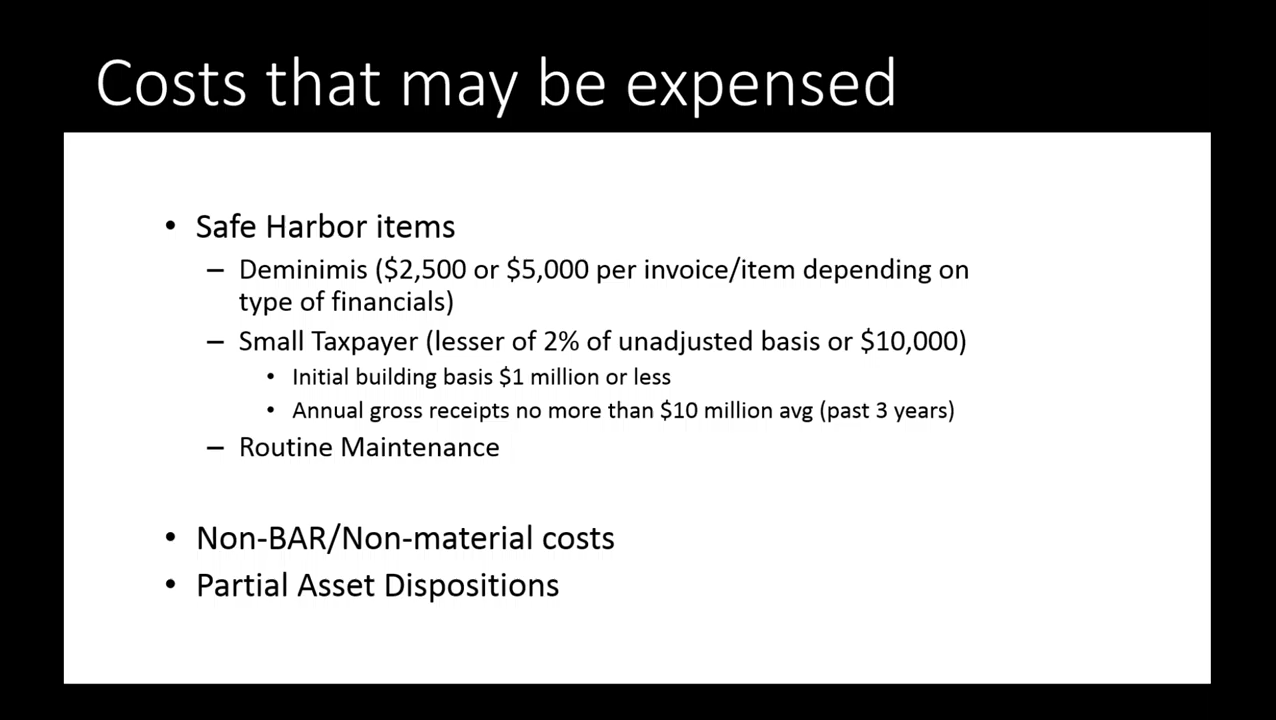 Costs that may be expensed
• Safe Harbor items
– Deminimis ($2,500 or $5,000 per invoice/item depending on
type of financials)
– Small Taxpayer (lesser of 2% of unadjusted basis or $10,000)
• Initial building basis $1 million or less
• Annual gross receipts no more than $10 million avg (past 3 years)
– Routine Maintenance
• Non-BAR/Non-material costs
• Partial Asset Dispositions